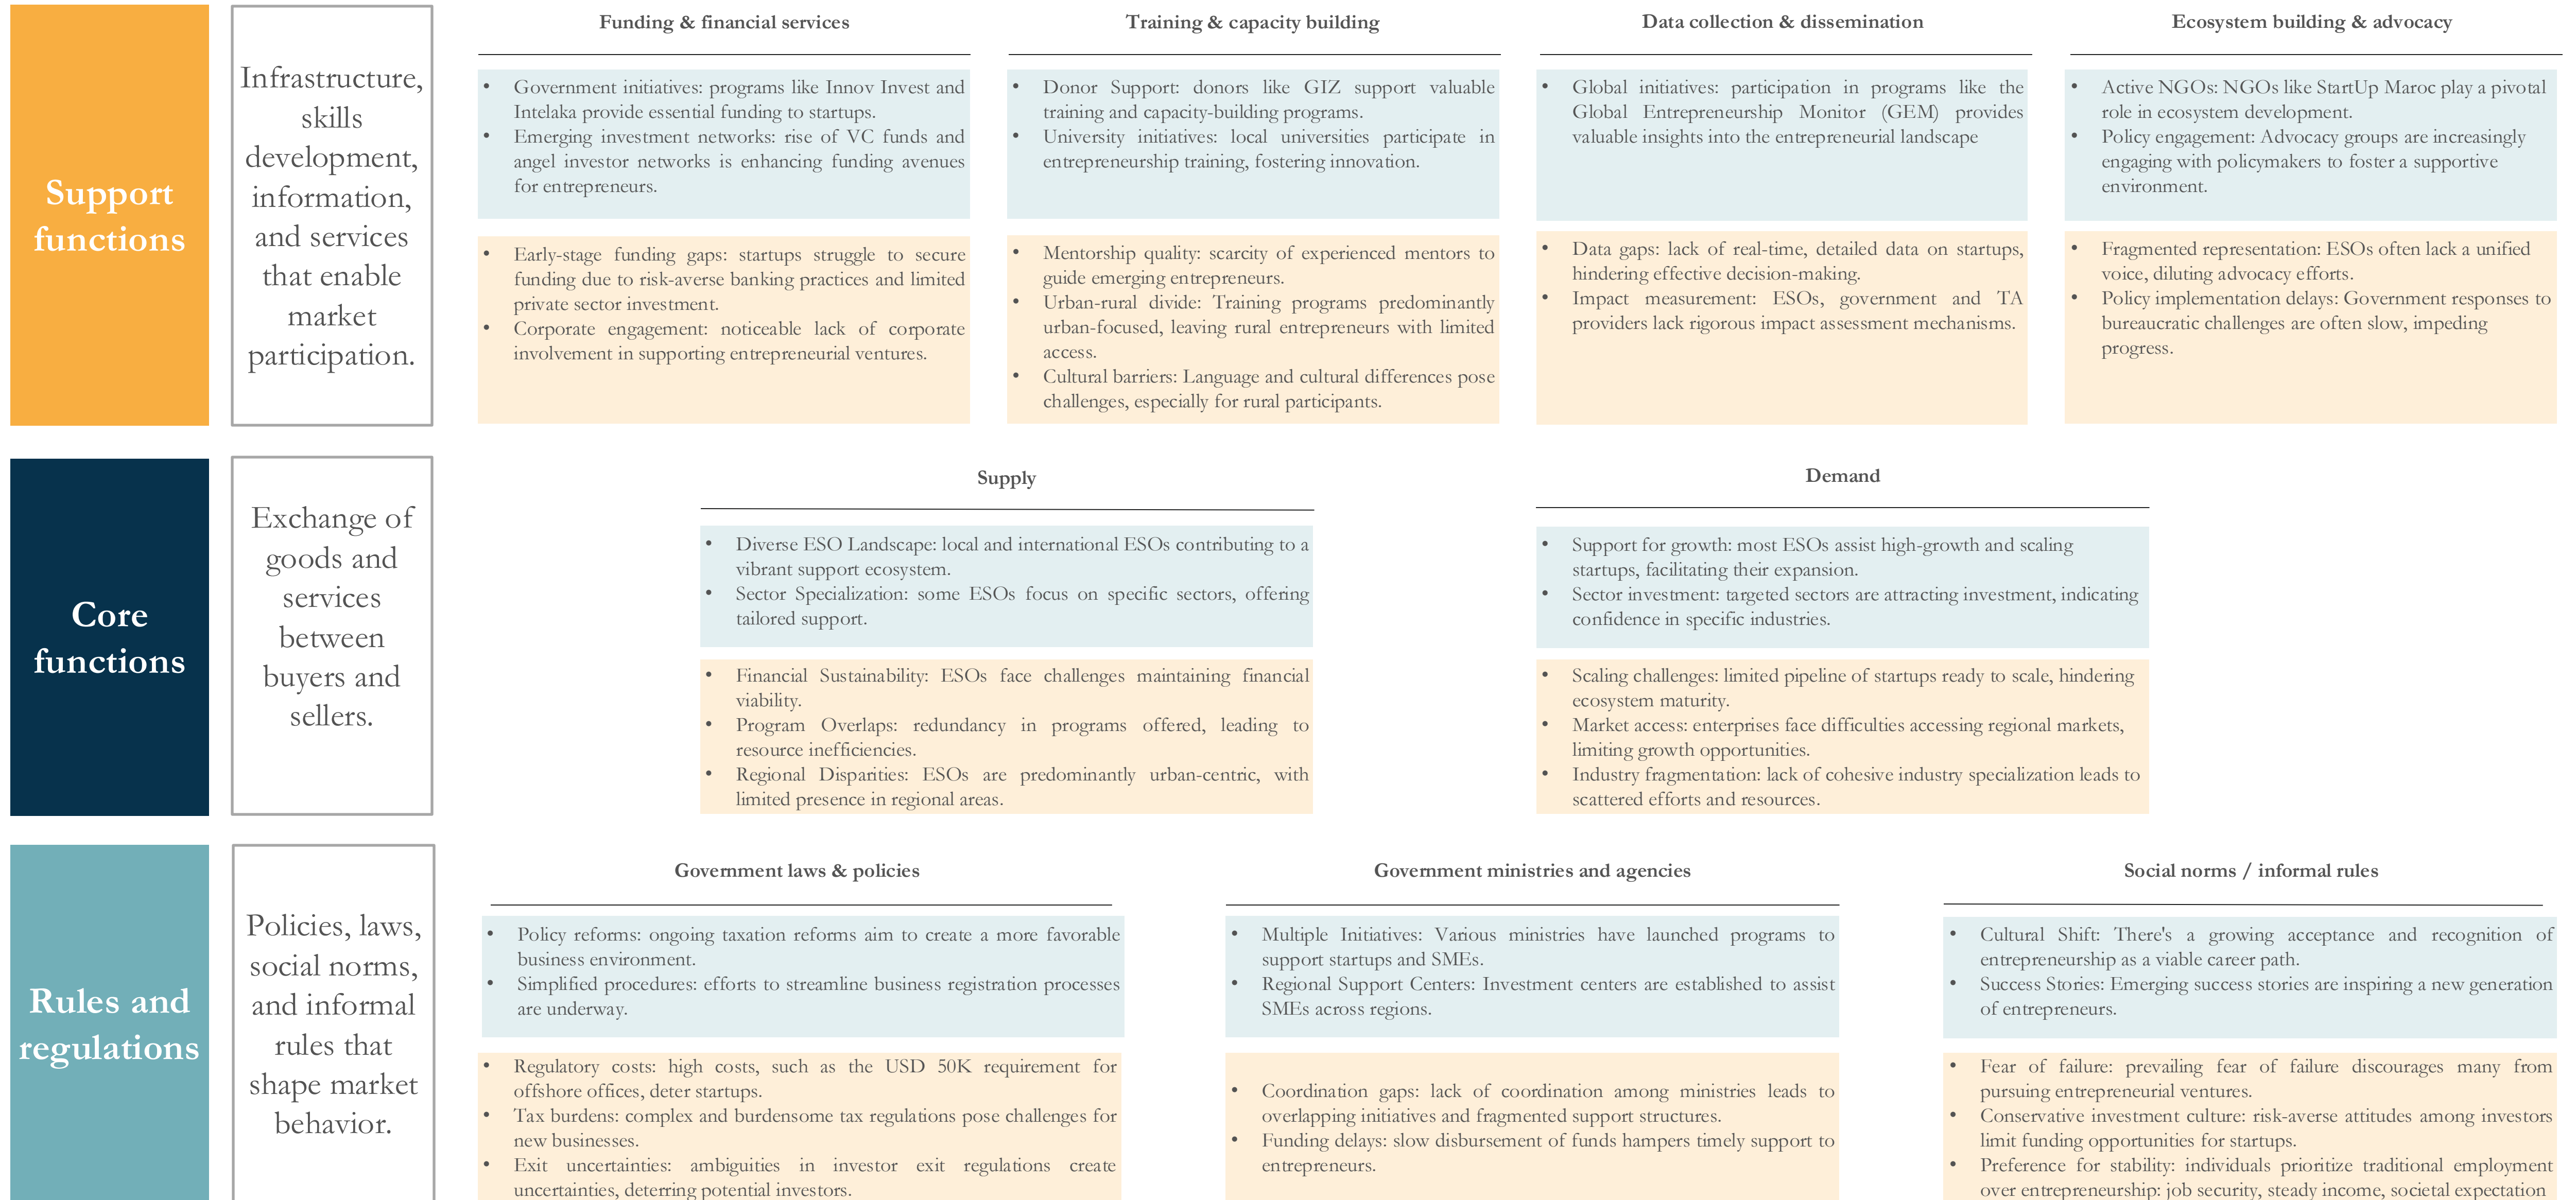 Support
functions
Infrastructure,
skills
development,
information,
and services
that enable
market
participation.
Funding & financial services
• Government initiatives: programs like Innov Invest and
Intelaka provide essential funding to startups.
• Emerging investment networks: rise of VC funds and
angel investor networks is enhancing funding avenues
for entrepreneurs.
• Early-stage funding gaps: startups struggle to secure
funding due to risk-averse banking practices and limited
private sector investment.
• Corporate engagement: noticeable lack of corporate
involvement in supporting entrepreneurial ventures.
Training & capacity building
• Donor Support: donors like GIZ support valuable
training and capacity-building programs.
• University initiatives: local universities participate in
entrepreneurship training, fostering innovation.
• Mentorship quality: scarcity of experienced mentors to
guide emerging entrepreneurs.
• Urban-rural divide: Training programs predominantly
urban-focused, leaving rural entrepreneurs with limited
access.
• Cultural barriers: Language and cultural differences pose
challenges, especially for rural participants.
Data collection & dissemination
• Global initiatives: participation in programs like the
Global Entrepreneurship Monitor (GEM) provides
valuable insights into the entrepreneurial landscape
• Data gaps: lack of real-time, detailed data on startups,
hindering effective decision-making.
• Impact measurement: ESOs, government and TA
providers lack rigorous impact assessment mechanisms.
Ecosystem building & advocacy
• Active NGOs: NGOs like StartUp Maroc play a pivotal
role in ecosystem development.
• Policy engagement: Advocacy groups are increasingly
engaging with policymakers to foster a supportive
environment.
• Fragmented representation: ESOs often lack a unified
voice, diluting advocacy efforts.
• Policy implementation delays: Government responses to
bureaucratic challenges are often slow, impeding
progress.
Core
functions
Exchange of
goods and
services
between
buyers and
sellers.
Supply
• Diverse ESO Landscape: local and international ESOs contributing to a
vibrant support ecosystem.
• Sector Specialization: some ESOs focus on specific sectors, offering
tailored support.
• Financial Sustainability: ESOs face challenges maintaining financial
viability.
• Program Overlaps: redundancy in programs offered, leading to
resource inefficiencies.
• Regional Disparities: ESOs are predominantly urban-centric, with
limited presence in regional areas.
Demand
• Support for growth: most ESOs assist high-growth and scaling
startups, facilitating their expansion.
• Sector investment: targeted sectors are attracting investment, indicating
confidence in specific industries.
• Scaling challenges: limited pipeline of startups ready to scale, hindering
ecosystem maturity.
• Market access: enterprises face difficulties accessing regional markets,
limiting growth opportunities.
• Industry fragmentation: lack of cohesive industry specialization leads to
scattered efforts and resources.
Rules and
regulations
Policies, laws,
social norms,
and informal
rules that
shape market
behavior.
Government laws & policies
• Policy reforms: ongoing taxation reforms aim to create a more favorable
business environment.
• Simplified procedures: efforts to streamline business registration processes
are underway.
• Regulatory costs: high costs, such as the USD 50K requirement for
offshore offices, deter startups.
• Tax burdens: complex and burdensome tax regulations pose challenges for
new businesses.
• Exit uncertainties: ambiguities in investor exit regulations create
uncertainties, deterring potential investors.
Government ministries and agencies
• Multiple Initiatives: Various ministries have launched programs to
support startups and SMEs.
• Regional Support Centers: Investment centers are established to assist
SMEs across regions.
• Coordination gaps: lack of coordination among ministries leads to
overlapping initiatives and fragmented support structures.
• Funding delays: slow disbursement of funds hampers timely support to
entrepreneurs.
Social norms / informal rules
• Cultural Shift: There's a growing acceptance and recognition of
entrepreneurship as a viable career path.
• Success Stories: Emerging success stories are inspiring a new generation
of entrepreneurs.
• Fear of failure: prevailing fear of failure discourages many from
pursuing entrepreneurial ventures.
• Conservative investment culture: risk-averse attitudes among investors
limit funding opportunities for startups.
• Preference for stability: individuals prioritize traditional employment
over entrepreneurship: job security, steady income, societal expectation